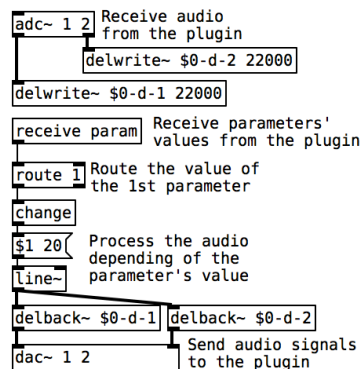 adc~ 1 2
Receive audio
from the plugin
delwrite~ $0-d-2 22000
delwrite~ $0-d-1 22000
receive param
Receive parameters'
values from the plugin
route 1
Route the value of
the 1st parameter
change
$1 20
Process the audio
depending of the
parameter's value
line~
delback~ $0-d-1
delback~ $0-d-2
dac~ 1 2
Send audio signals
to the plugin